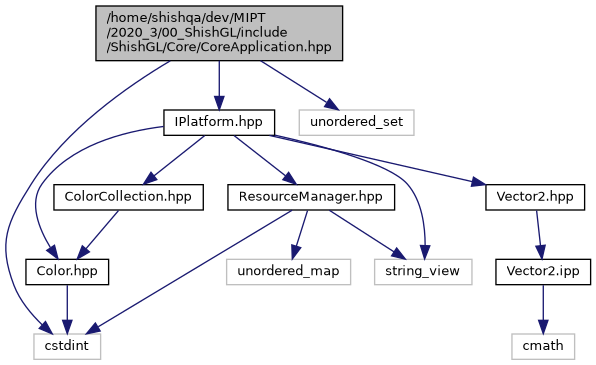 /home/shishqa/dev/MIPT
/2020_3/00_ShishGL/include
/ShishGL/Core/CoreApplication.hpp
IPlatform.hpp
unordered_set
ColorCollection.hpp
ResourceManager.hpp
Vector2.hpp
Color.hpp
unordered_map
string_view
Vector2.ipp
cstdint
cmath